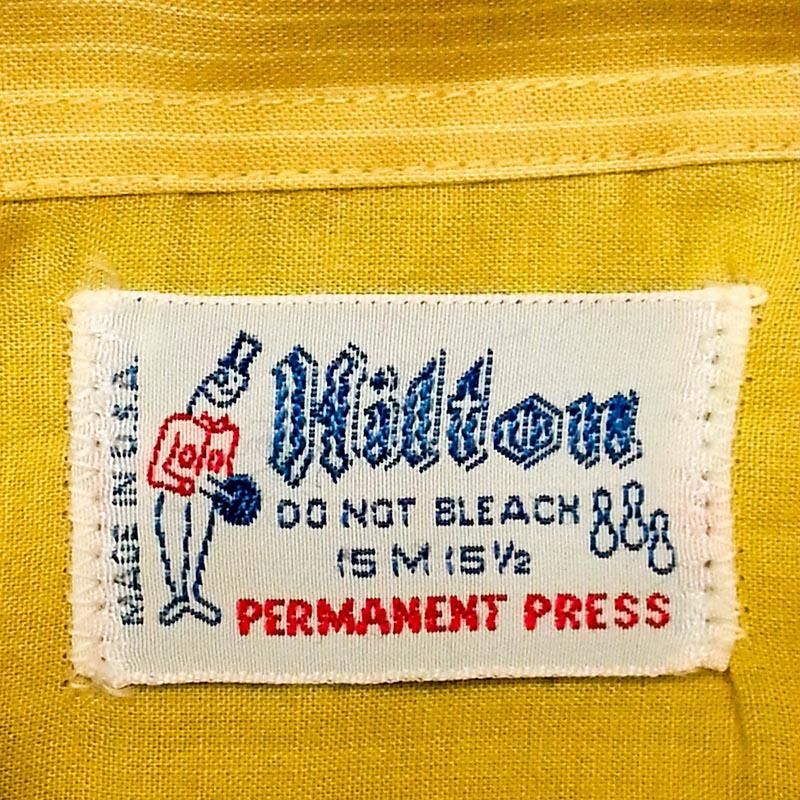 MADE IN U.S.A.
Hilton
DO NOT BLEACH
15 M 15½
PERMANENT PRESS